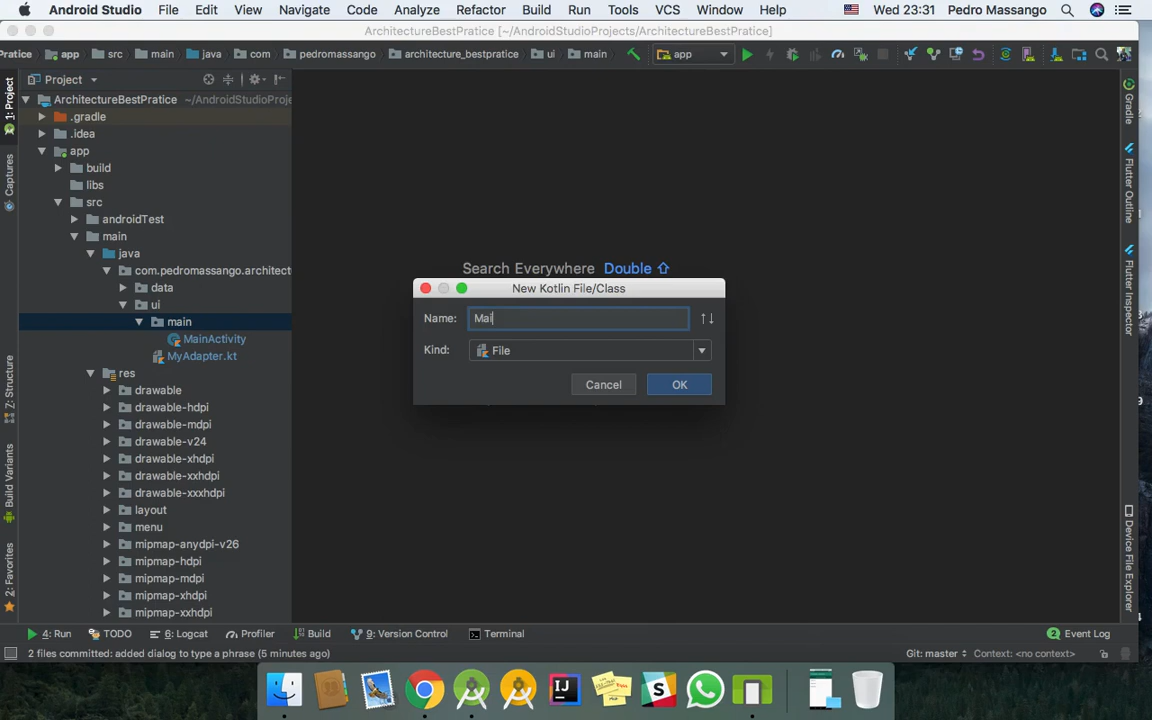 Android Studio File Edit View Navigate Code Analyze Refactor Build Run Tools VCS Window Help Wed 23:31 Pedro Massango
ArchitectureBestPratice [~/AndroidStudioProjects/ArchitectureBestPratice]
Pratice app src main java com pedromassango architecture_bestpratice ui main app
Project
1: Project
Captures
7: Structure
Build Variants
2: Favorites
ArchitectureBestPratice ~/AndroidStudioProje
.gradle
.idea
app
build
libs
src
androidTest
main
java
com.pedromassango.architect
data
ui
main
MainActivity
MyAdapter.kt
res
drawable
drawable-hdpi
drawable-mdpi
drawable-v24
drawable-xhdpi
drawable-xxhdpi
drawable-xxxhdpi
layout
menu
mipmap-anydpi-v26
mipmap-hdpi
mipmap-mdpi
mipmap-xhdpi
mipmap-xxhdpi
Search Everywhere Double ⇧
New Kotlin File/Class
Name: Mai
Kind: File
Cancel OK
Gradle
Flutter Outline
Flutter Inspector
Device File Explorer
4: Run TODO 6: Logcat Profiler Build 9: Version Control Terminal 2 Event Log
2 files committed: added dialog to type a phrase (5 minutes ago) Git: master Context: <no context>